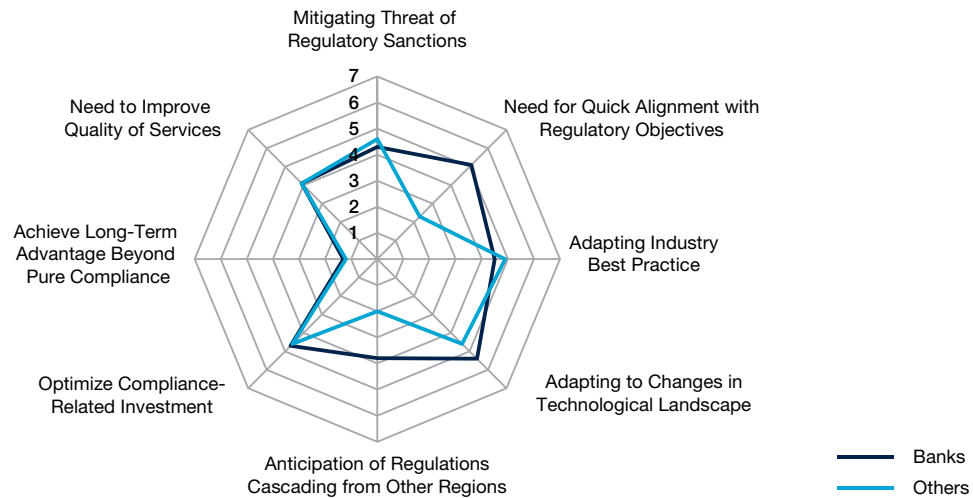 Mitigating Threat of
Regulatory Sanctions
7
6
5
4
3
2
1
Need for Quick Alignment with
Regulatory Objectives
Adapting Industry
Best Practice
Adapting to Changes in
Technological Landscape
Anticipation of Regulations
Cascading from Other Regions
Optimize Compliance-
Related Investment
Achieve Long-Term
Advantage Beyond
Pure Compliance
Need to Improve
Quality of Services
Banks
Others